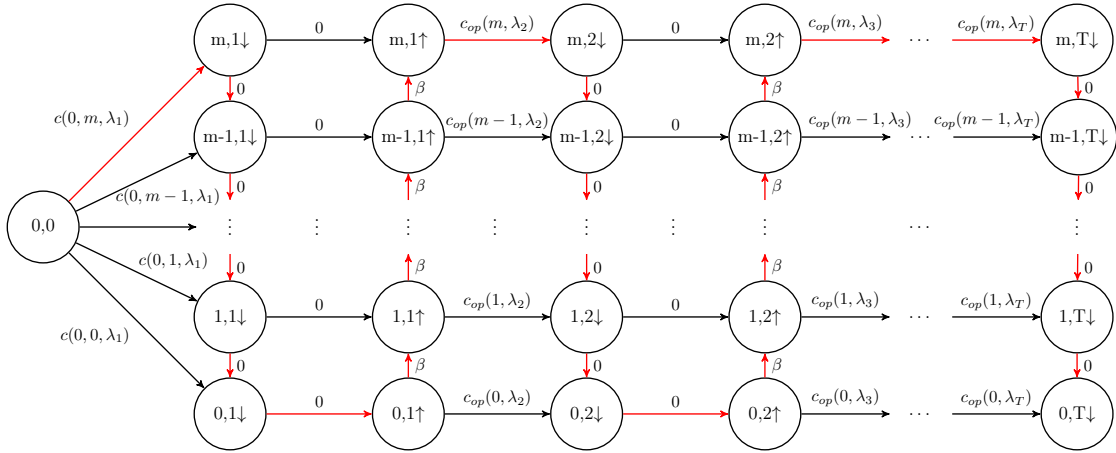 m,1↓ 0 m,1↑ c_{op}(m, λ_2) m,2↓ 0 m,2↑ c_{op}(m, λ_3) ⋯ c_{op}(m, λ_T) m,T↓
0 β 0 β 0
c(0, m, λ_1)
m-1,1↓ 0 m-1,1↑ c_{op}(m − 1, λ_2) m-1,2↓ 0 m-1,2↑ c_{op}(m − 1, λ_3) ⋯ c_{op}(m − 1, λ_T) m-1,T↓
0 β 0 β 0
c(0, m − 1, λ_1)
0,0 ⋮ ⋮ ⋮ ⋮ ⋮ ⋮ ⋮ ⋮ ⋮
c(0, 1, λ_1) 0 β 0 β 0
1,1↓ 0 1,1↑ c_{op}(1, λ_2) 1,2↓ 0 1,2↑ c_{op}(1, λ_3) ⋯ c_{op}(1, λ_T) 1,T↓
c(0, 0, λ_1)
0 β 0 β 0
0,1↓ 0 0,1↑ c_{op}(0, λ_2) 0,2↓ 0 0,2↑ c_{op}(0, λ_3) ⋯ c_{op}(0, λ_T) 0,T↓